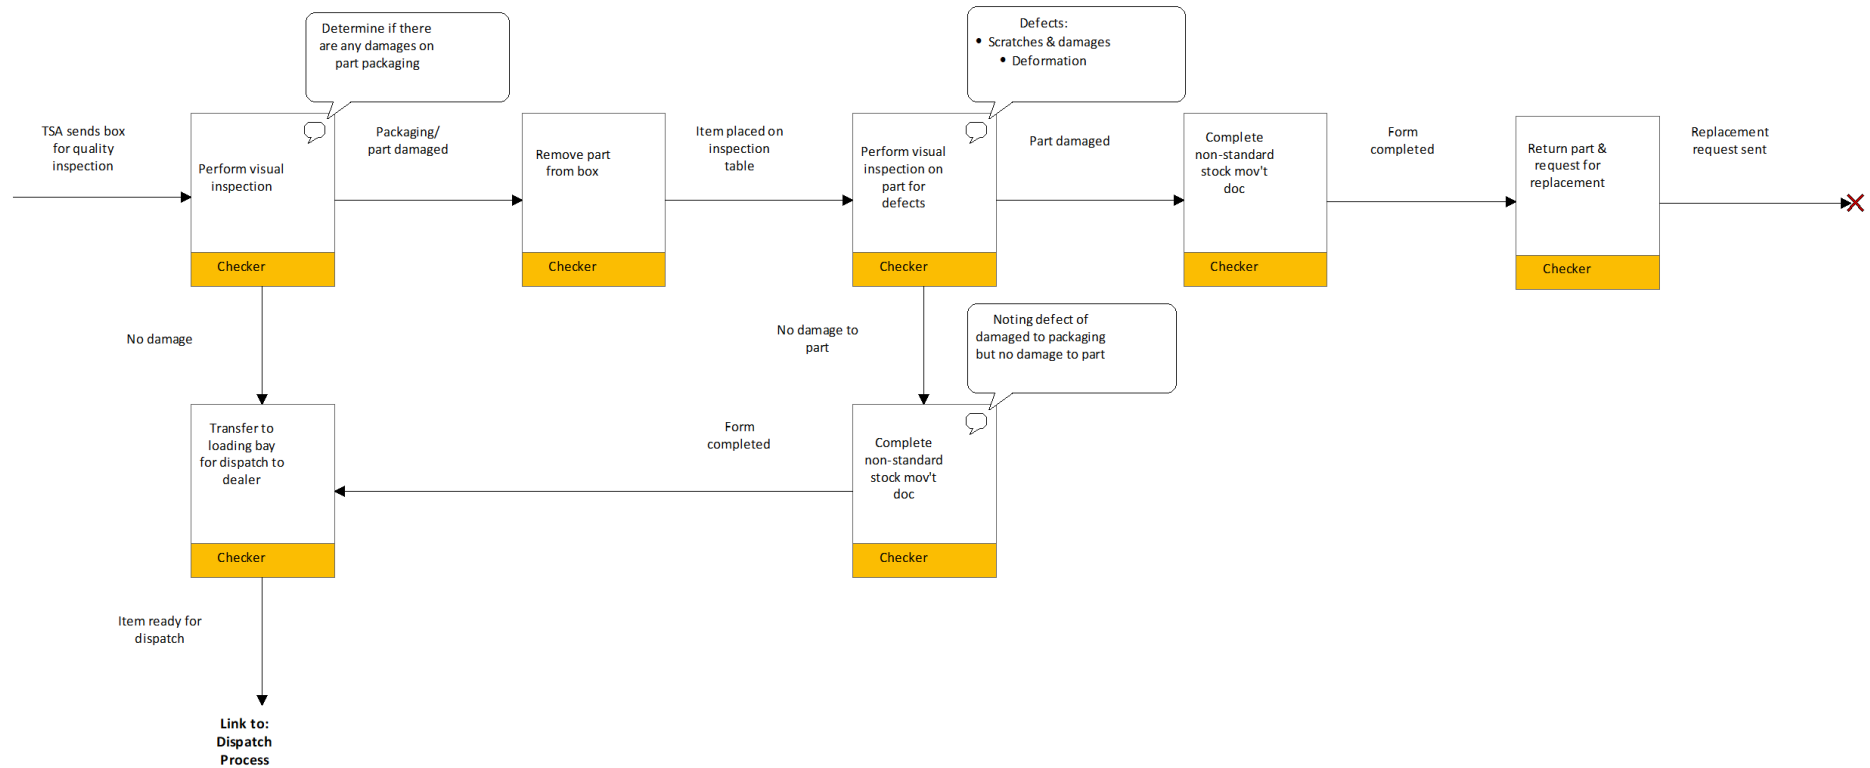 Determine if there
are any damages on
part packaging
Defects:
• Scratches & damages
• Deformation
TSA sends box
for quality
inspection
Perform visual
inspection
Checker
Packaging/
part damaged
Remove part
from box
Checker
Item placed on
inspection
table
Perform visual
inspection on
part for
defects
Checker
Part damaged
Complete
non-standard
stock mov't
doc
Checker
Form
completed
Return part &
request for
replacement
Checker
Replacement
request sent
No damage
No damage to
part
Noting defect of
damaged to packaging
but no damage to part
Transfer to
loading bay
for dispatch to
dealer
Checker
Form
completed
Complete
non-standard
stock mov't
doc
Checker
Item ready for
dispatch
Link to:
Dispatch
Process